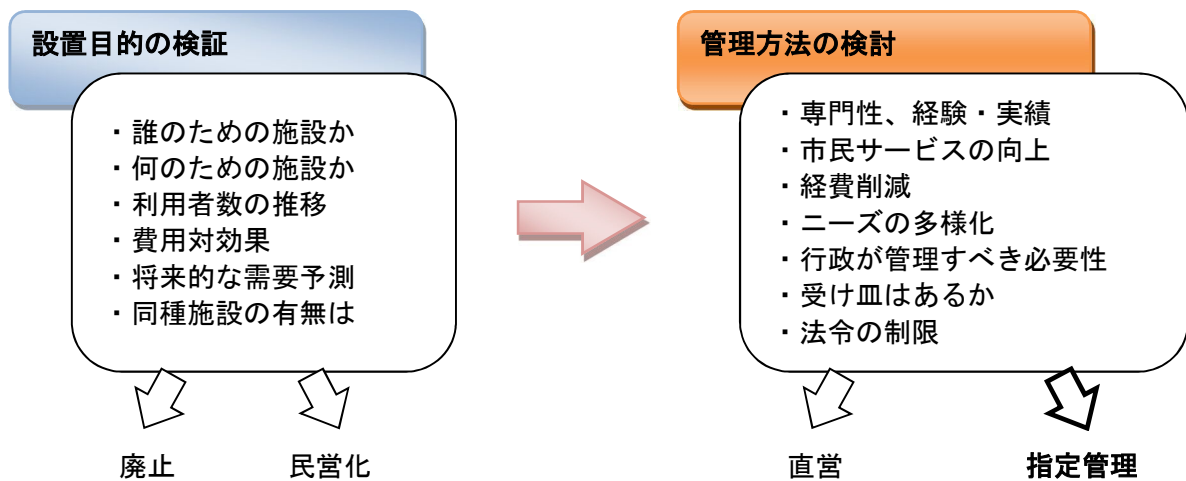 設置目的の検証
・誰のための施設か
・何のための施設か
・利用者数の推移
・費用対効果
・将来的な需要予測
・同種施設の有無は
廃止
民営化
管理方法の検討
・専門性、経験・実績
・市民サービスの向上
・経費削減
・ニーズの多様化
・行政が管理すべき必要性
・受け皿はあるか
・法令の制限
直営
指定管理